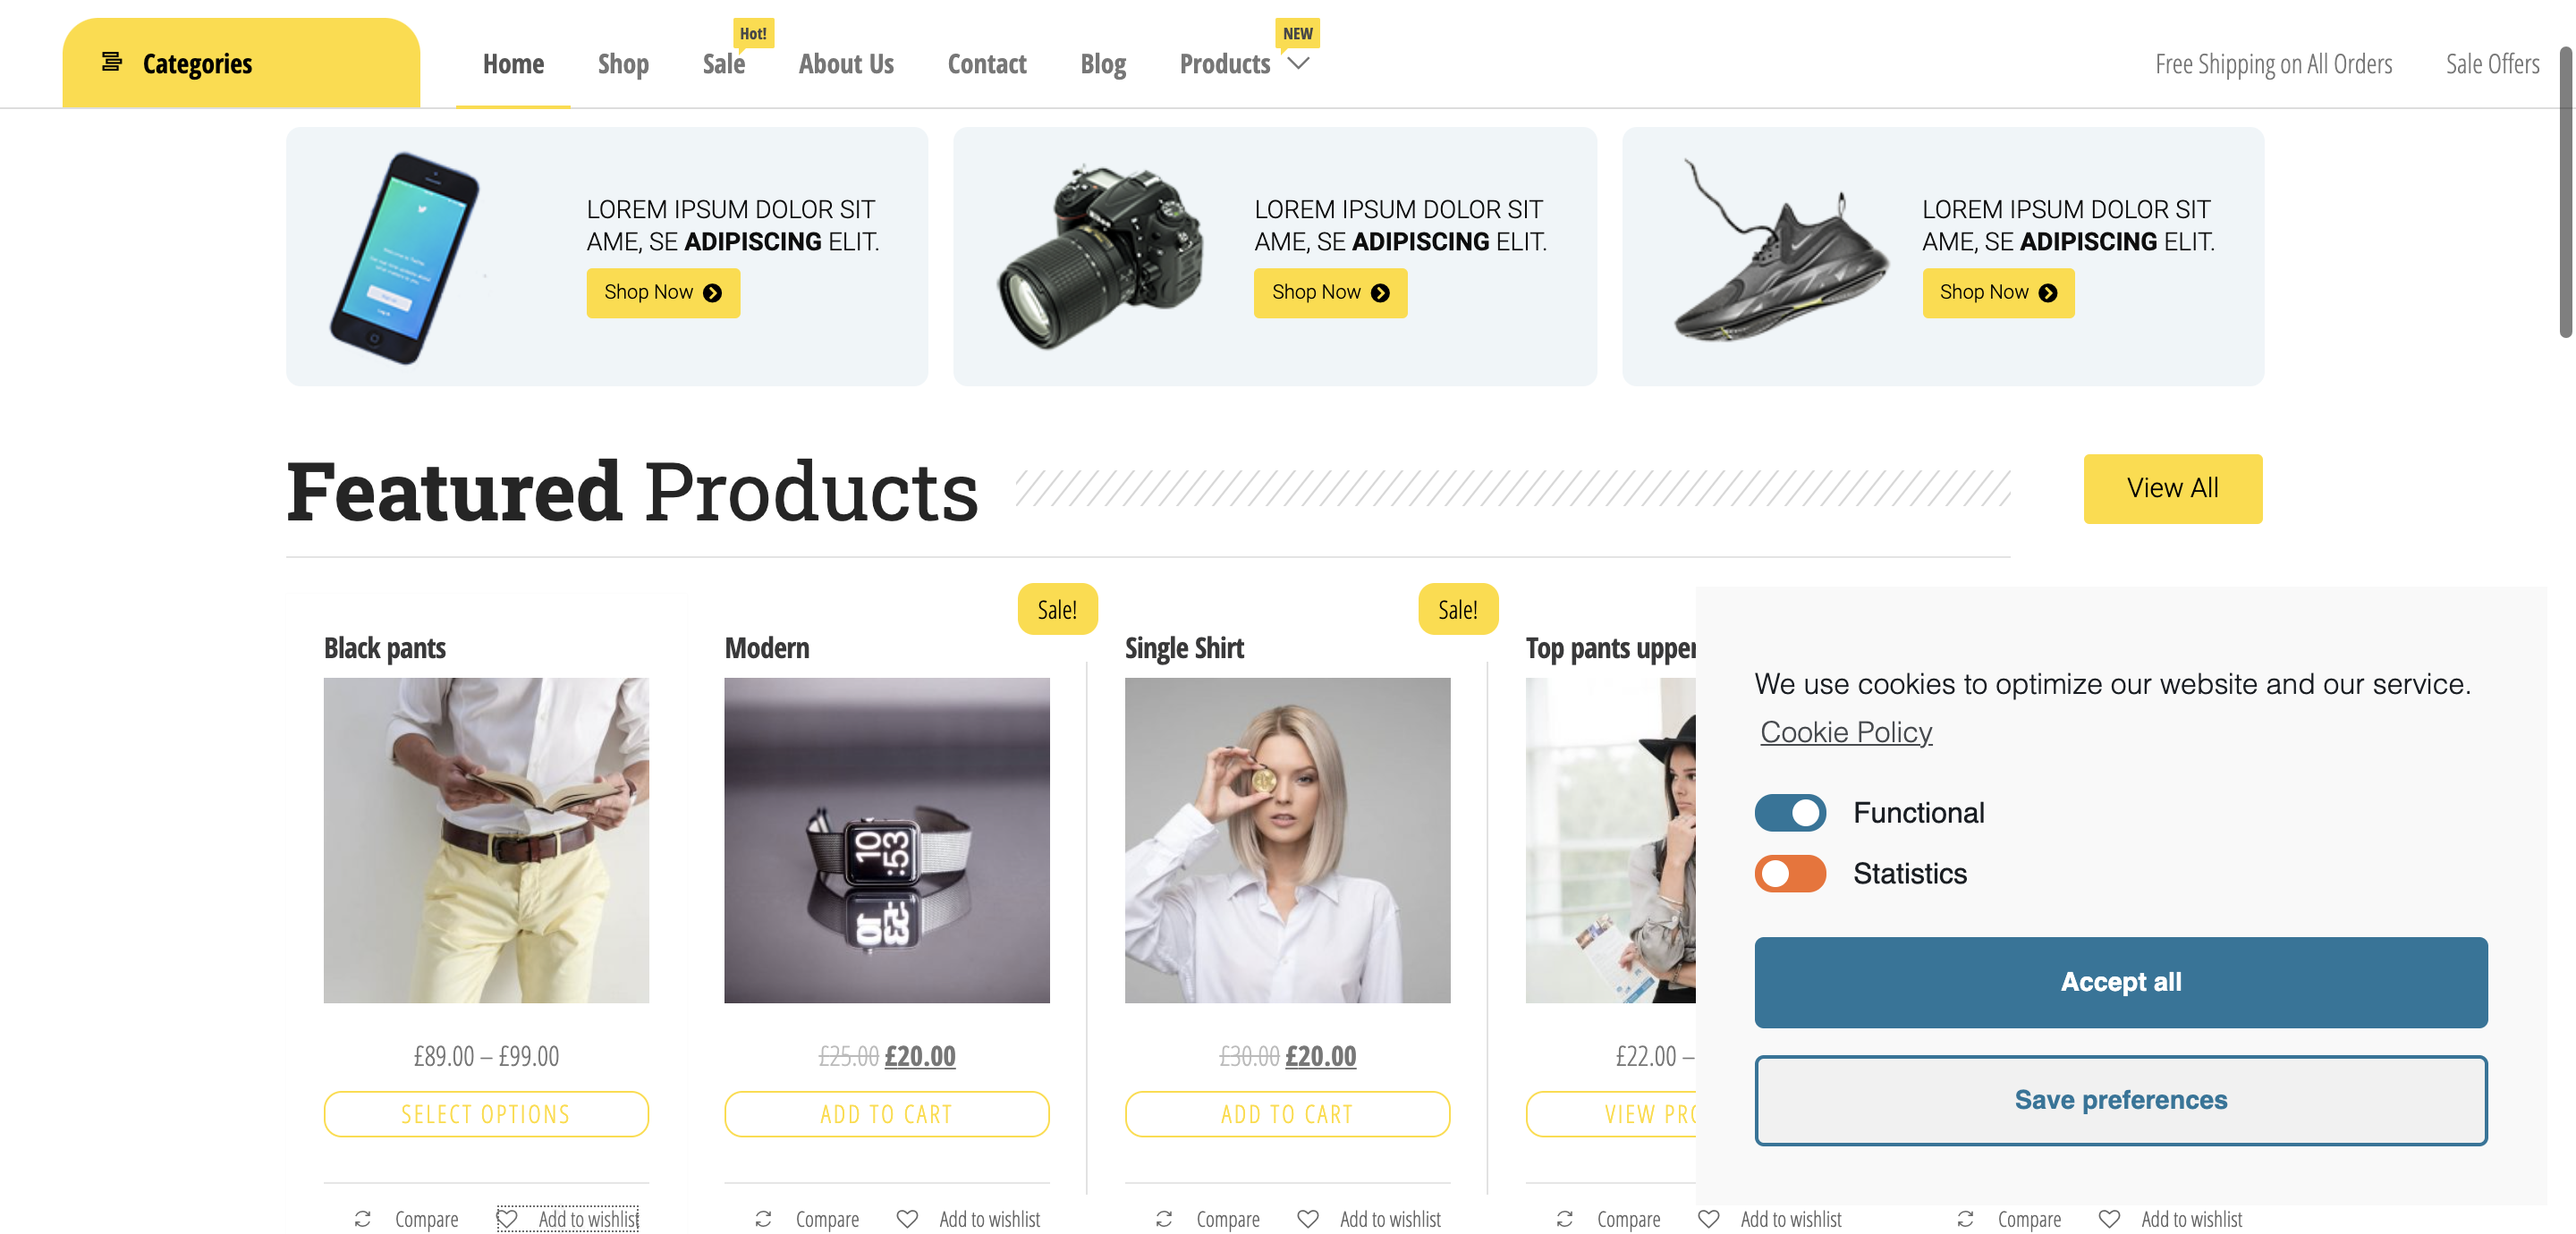 Categories
Home
Shop
Sale
Hot!
About Us
Contact
Blog
Products
NEW
Free Shipping on All Orders
Sale Offers
LOREM IPSUM DOLOR SIT
AME, SE ADIPISCING ELIT.
Shop Now
LOREM IPSUM DOLOR SIT
AME, SE ADIPISCING ELIT.
Shop Now
LOREM IPSUM DOLOR SIT
AME, SE ADIPISCING ELIT.
Shop Now
Featured Products
View All
Black pants
£89.00 – £99.00
SELECT OPTIONS
Compare
Add to wishlist
Sale!
Modern
10
:53
£25.00 £20.00
ADD TO CART
Compare
Add to wishlist
Sale!
Single Shirt
£30.00 £20.00
ADD TO CART
Compare
Add to wishlist
Top pants upper
£22.00 –
VIEW PRO
Compare
Add to wishlist
Compare
Add to wishlist
We use cookies to optimize our website and our service.
Cookie Policy
Functional
Statistics
Accept all
Save preferences